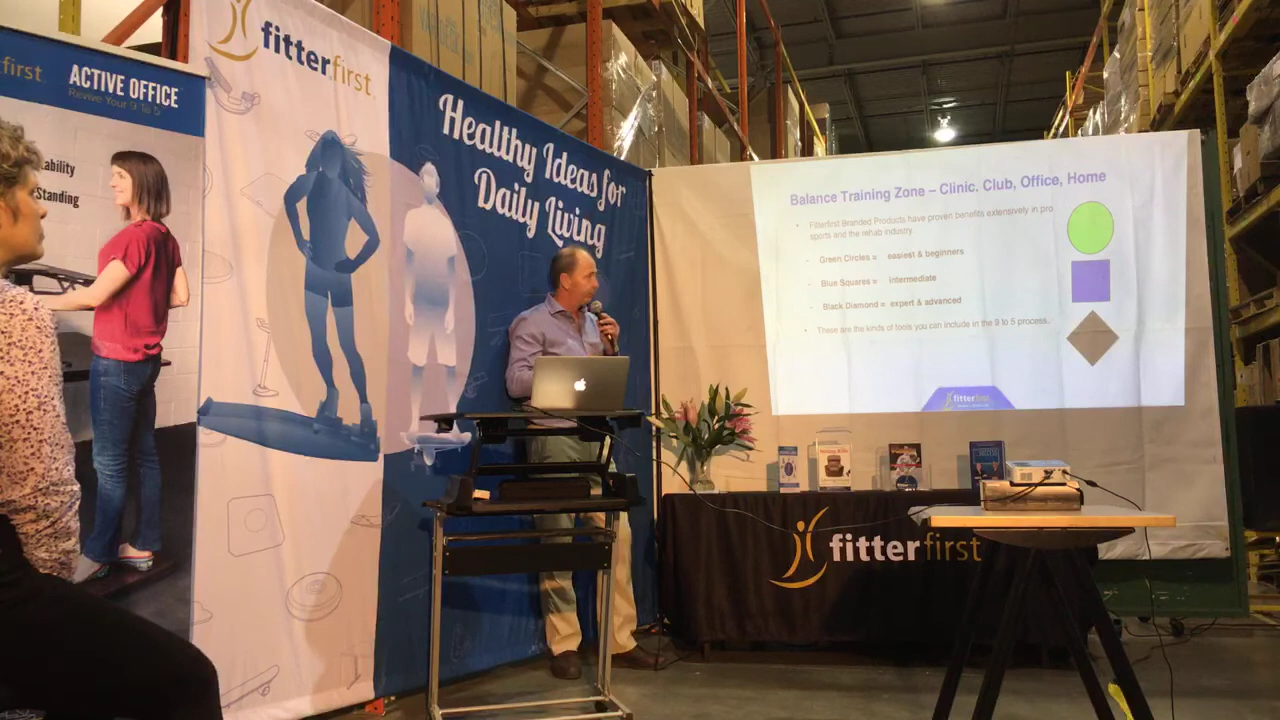 first
ACTIVE OFFICE
Revive Your 9 To 5
ability
Standing
fitterfirst
Healthy Ideas for
Daily Living
Balance Training Zone – Clinic. Club, Office, Home
• Fitterfirst Branded Products have proven benefits extensively in pro
sports and the rehab industry.
- Green Circles = easiest & beginners
- Blue Squares = intermediate
- Black Diamond = expert & advanced
• These are the kinds of tools you can include in the 9 to 5 process.
fitterfirst
fitterfirst